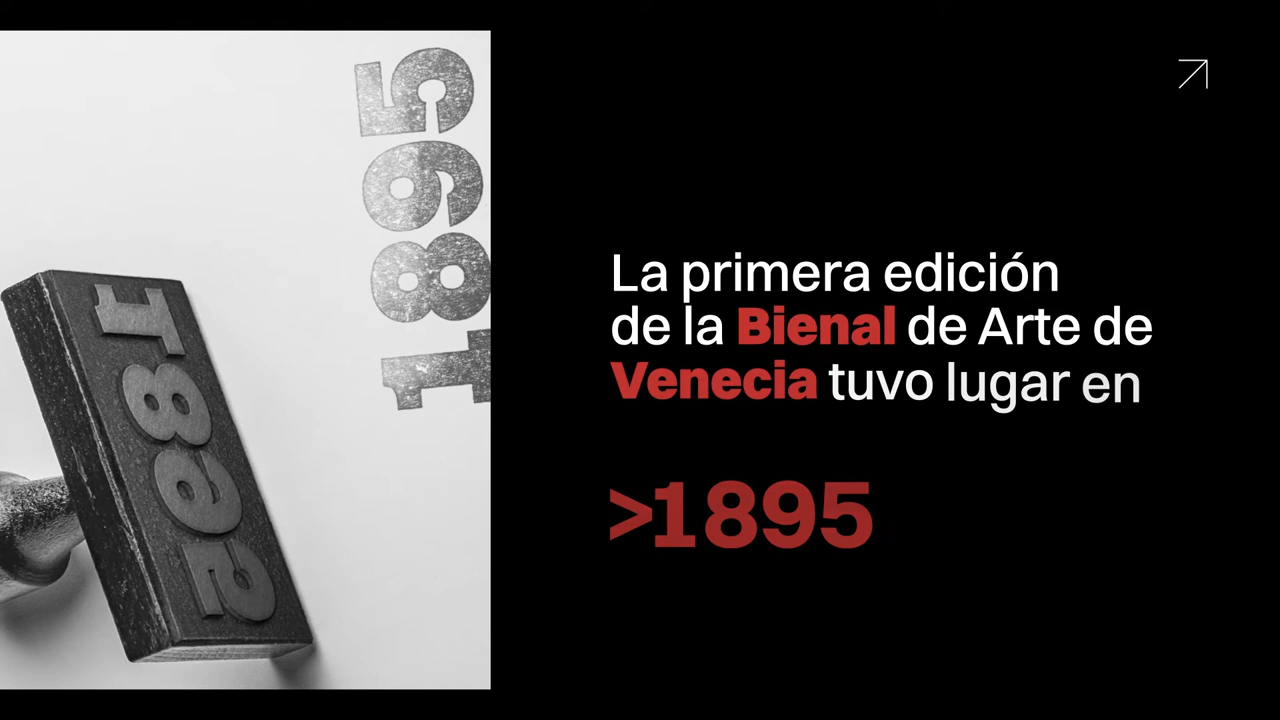 1895
1895
La primera edición
de la Bienal de Arte de
Venecia tuvo lugar en
>1895